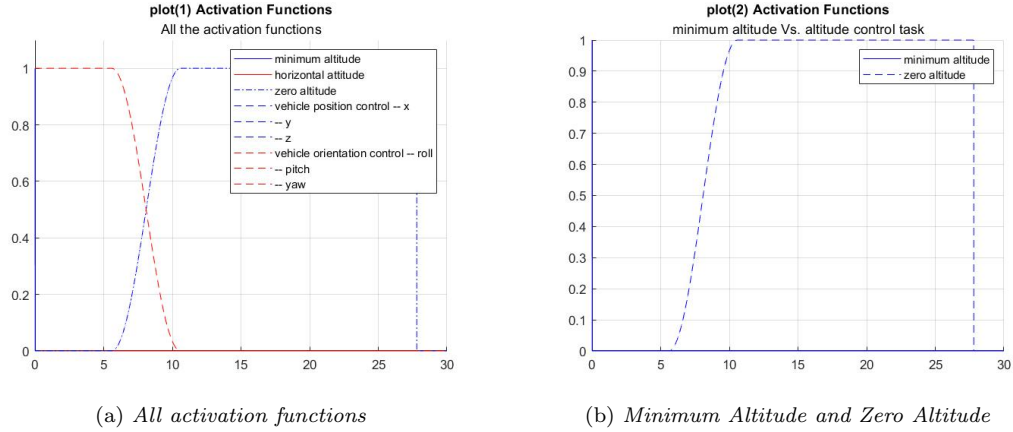 plot(1) Activation Functions
All the activation functions
1
0.8
0.6
0.4
0.2
0
0 5 10 15 20 25 30
minimum altitude
horizontal attitude
zero altitude
vehicle position control -- x
-- y
-- z
vehicle orientation control -- roll
-- pitch
-- yaw
(a) All activation functions
plot(2) Activation Functions
minimum altitude Vs. altitude control task
1
0.9
0.8
0.7
0.6
0.5
0.4
0.3
0.2
0.1
0
0 5 10 15 20 25 30
minimum altitude
zero altitude
(b) Minimum Altitude and Zero Altitude